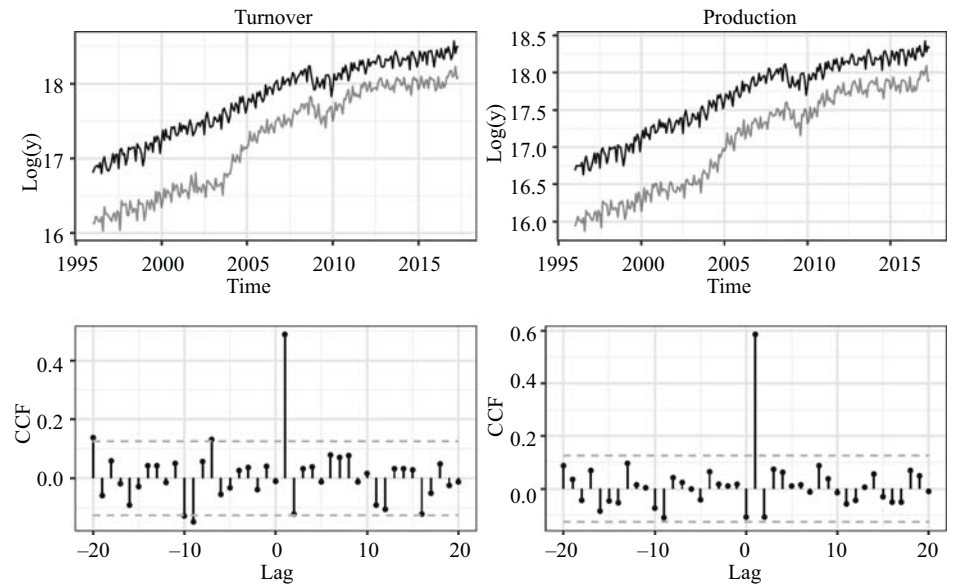 Turnover
Production
Log(y)
18
17
16
1995 2000 2005 2010 2015
Time
Log(y)
18.5
18.0
17.5
17.0
16.5
16.0
1995 2000 2005 2010 2015
Time
CCF
0.4
0.2
0.0
–20 –10 0 10 20
Lag
CCF
0.6
0.4
0.2
0.0
–20 –10 0 10 20
Lag